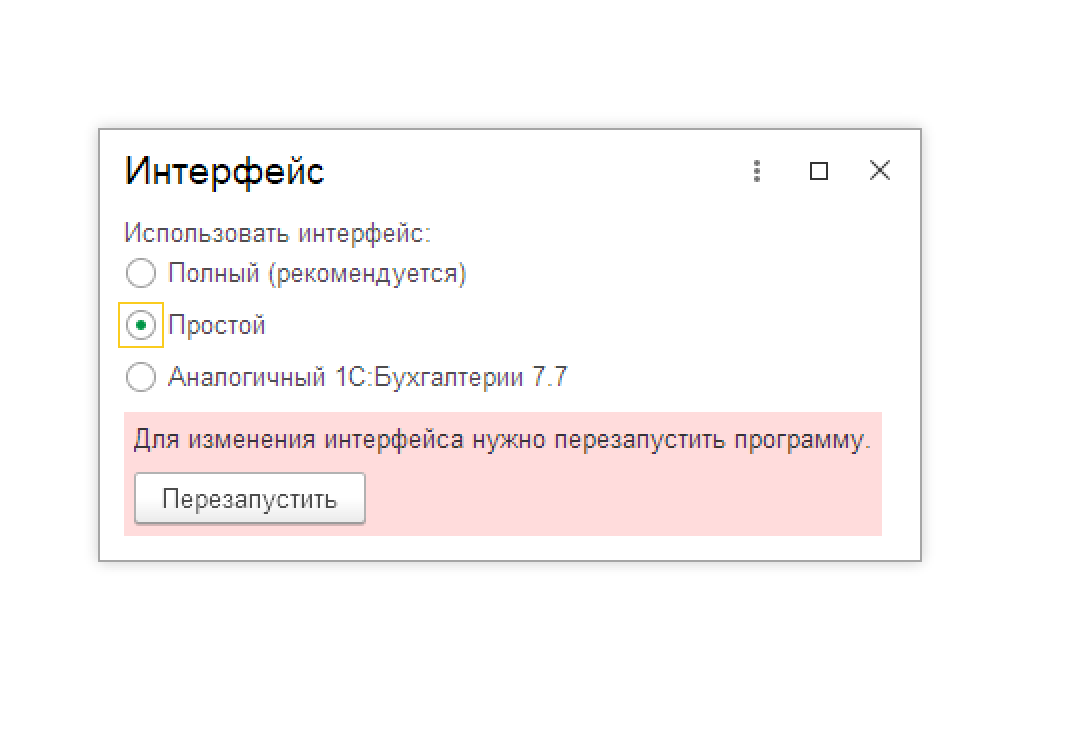 Интерфейс
Использовать интерфейс:
Полный (рекомендуется)
Простой
Аналогичный 1С:Бухгалтерии 7.7
Для изменения интерфейса нужно перезапустить программу.
Перезапустить